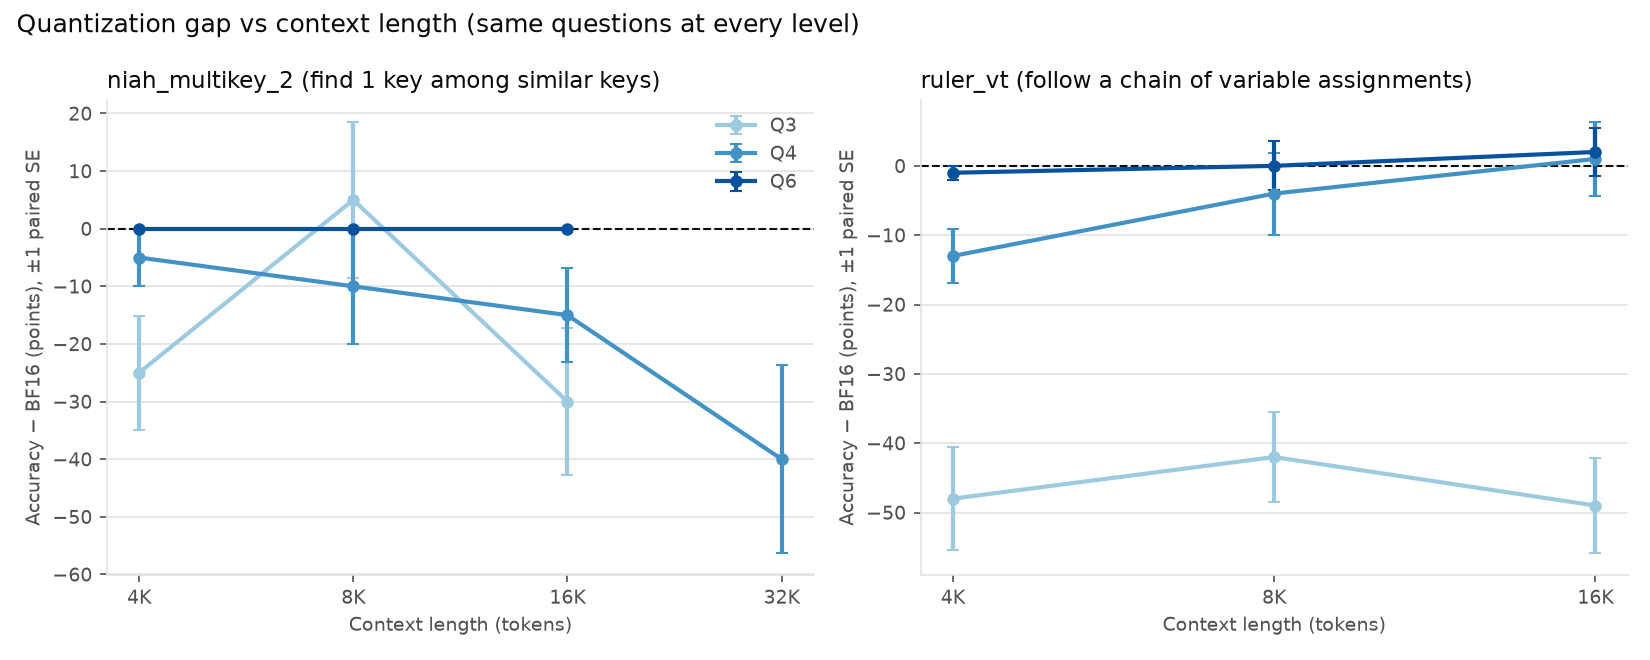 Quantization gap vs context length (same questions at every level)
niah_multikey_2 (find 1 key among similar keys)
Accuracy − BF16 (points), ±1 paired SE
20
10
0
−10
−20
−30
−40
−50
−60
Q3
Q4
Q6
4K
8K
16K
32K
Context length (tokens)
ruler_vt (follow a chain of variable assignments)
Accuracy − BF16 (points), ±1 paired SE
0
−10
−20
−30
−40
−50
4K
8K
16K
Context length (tokens)